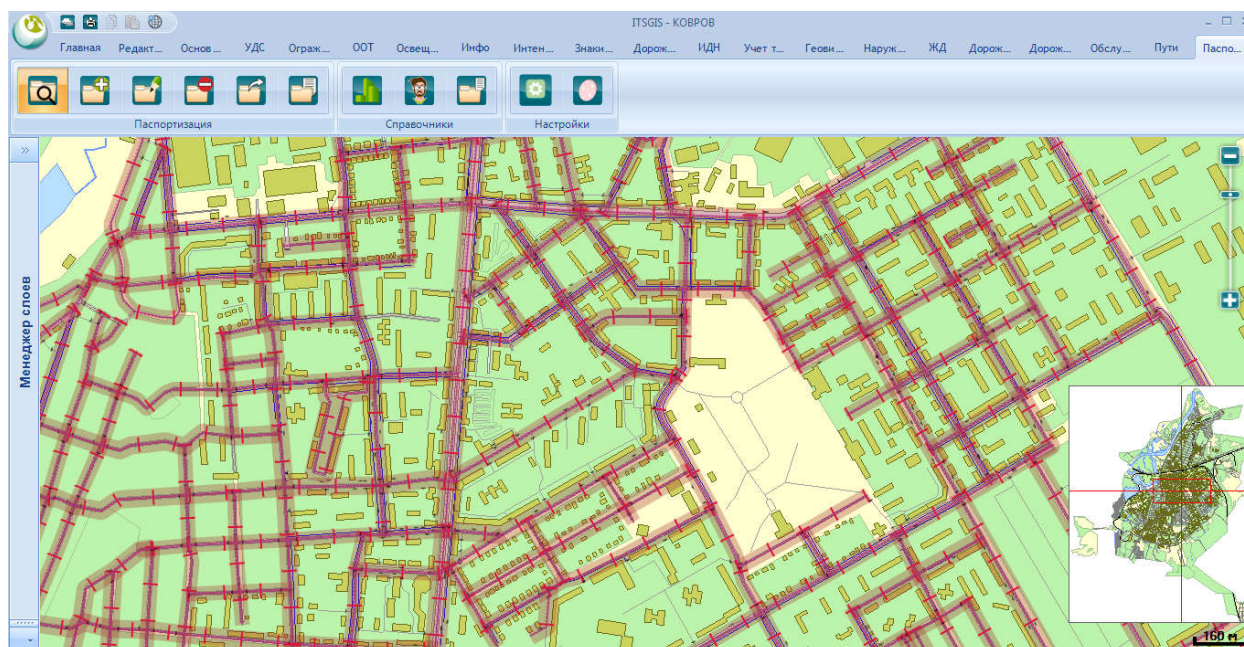 ITSGIS - КОВРОВ
Главная Редакт... Основ... УДС Ограж... ООТ Освещ... Инфо Интен... Знаки... Дорож... ИДН Учет т... Геови... Наруж... ЖД Дорож... Дорож... Обслу... Пути Паспо...
Паспортизация Справочники Настройки
Менеджер слоев
160 м